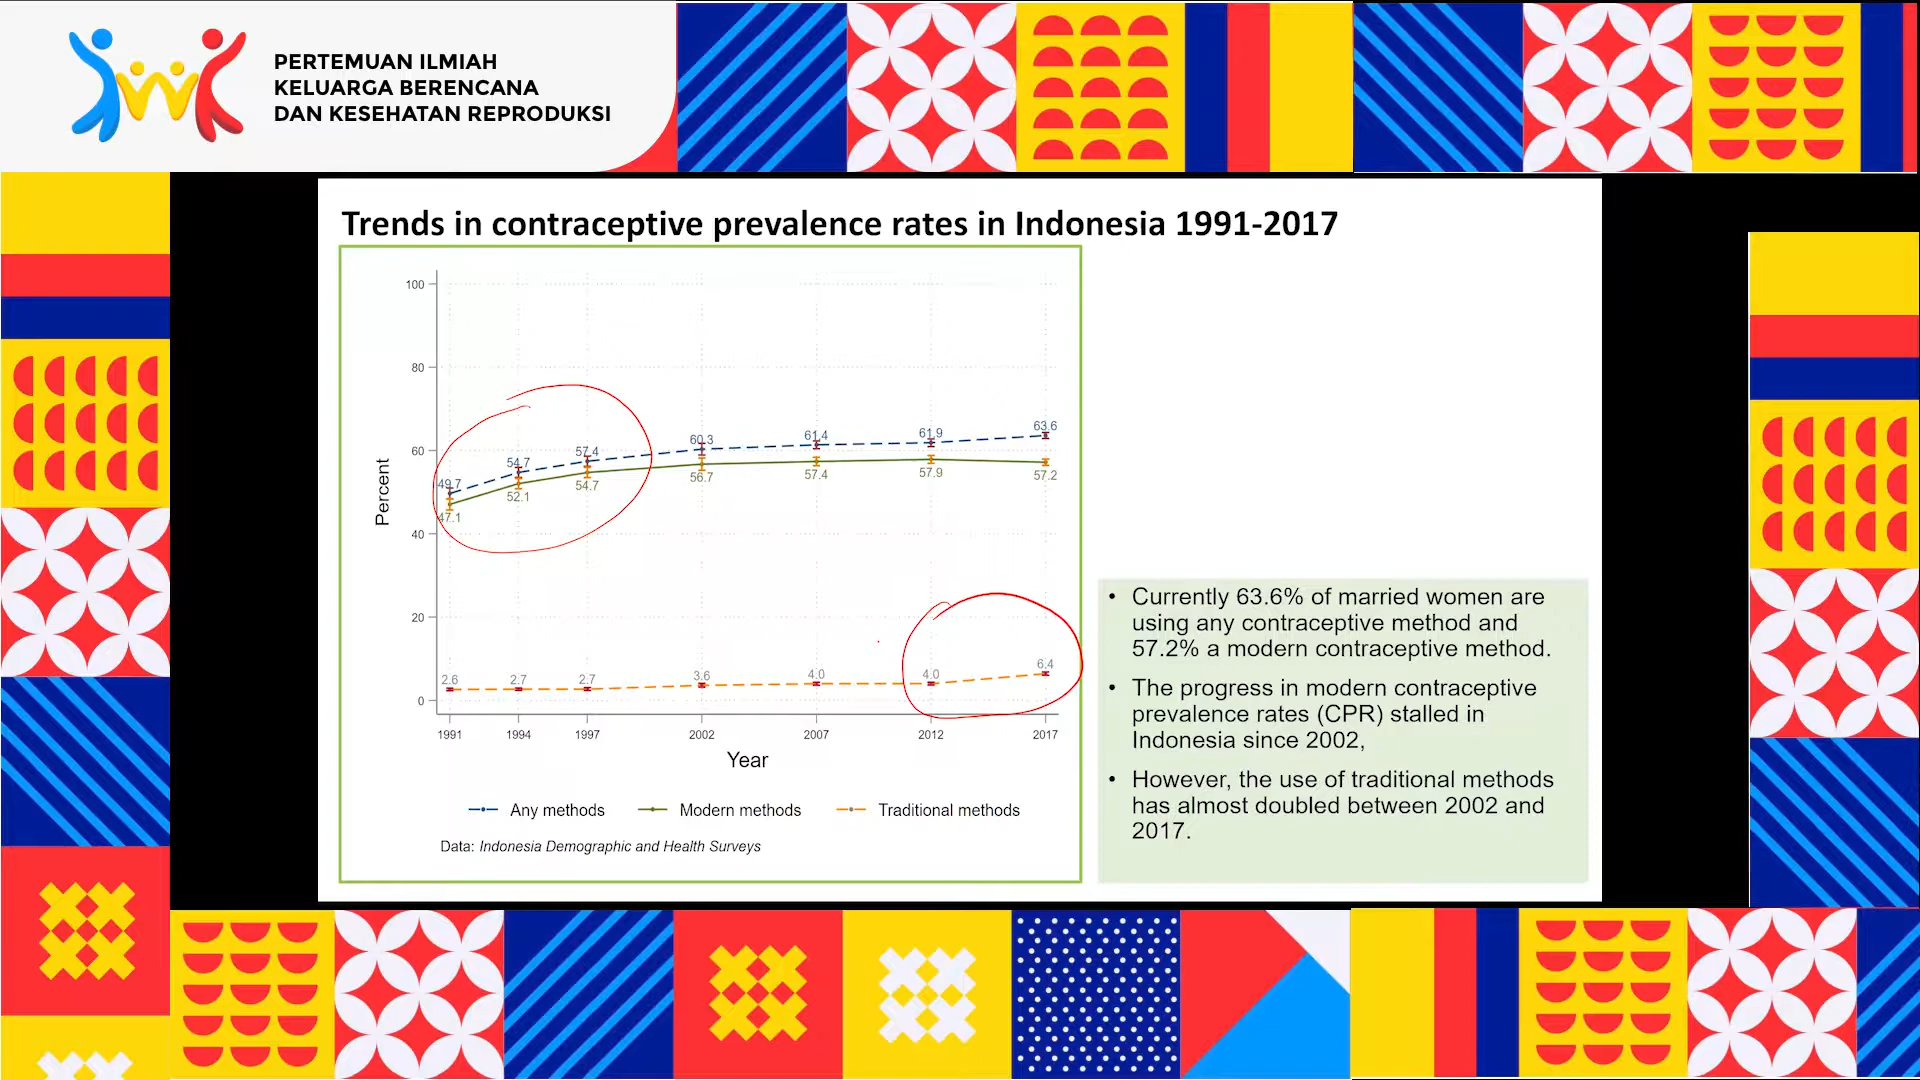 PERTEMUAN ILMIAH
KELUARGA BERENCANA
DAN KESEHATAN REPRODUKSI
Trends in contraceptive prevalence rates in Indonesia 1991-2017
100
80
60
40
20
0
Percent
49.7
54.7
57.4
60.3
61.4
61.9
63.6
47.1
52.1
54.7
56.7
57.4
57.9
57.2
2.6
2.7
2.7
3.6
4.0
4.0
6.4
1991
1994
1997
2002
2007
2012
2017
Year
Any methods
Modern methods
Traditional methods
Data: Indonesia Demographic and Health Surveys
• Currently 63.6% of married women are
using any contraceptive method and
57.2% a modern contraceptive method.
• The progress in modern contraceptive
prevalence rates (CPR) stalled in
Indonesia since 2002,
• However, the use of traditional methods
has almost doubled between 2002 and
2017.